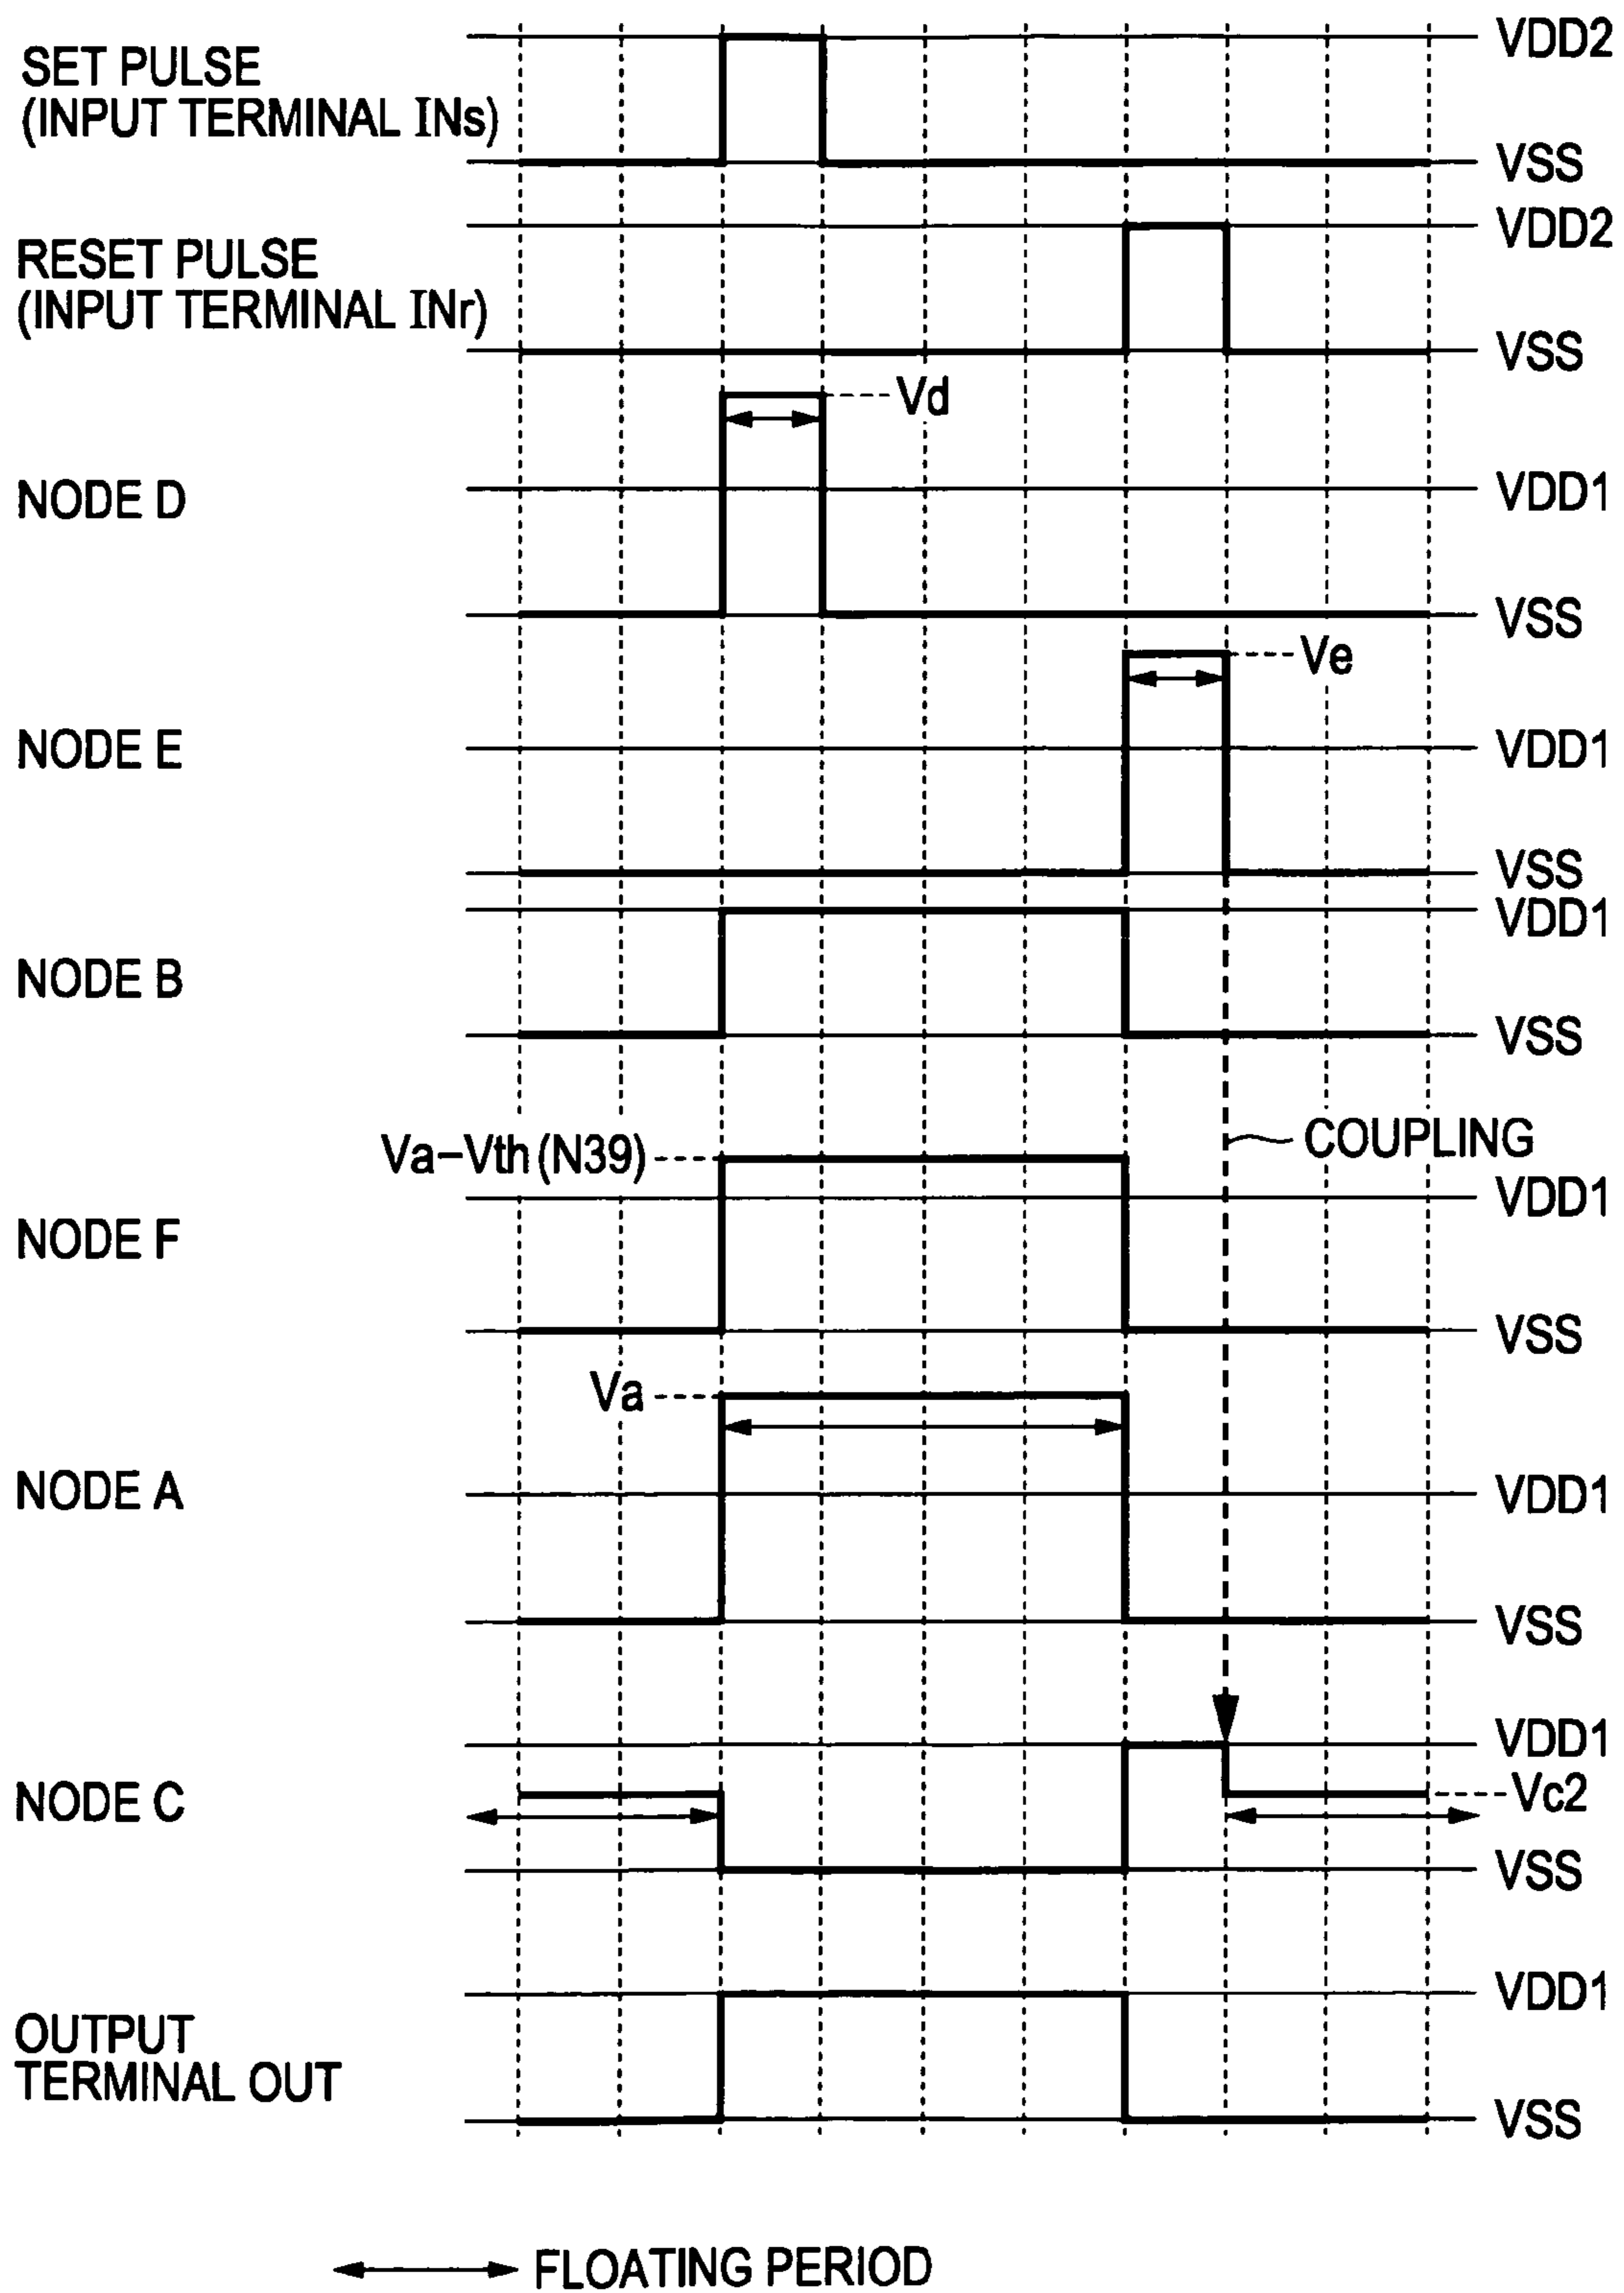 SET PULSE
(INPUT TERMINAL INs)
VDD2
VSS
RESET PULSE
(INPUT TERMINAL INr)
VDD2
VSS
NODE D
Vd
VDD1
VSS
NODE E
Ve
VDD1
VSS
NODE B
VDD1
VSS
COUPLING
NODE F
Va-Vth (N39)
VDD1
VSS
NODE A
Va
VDD1
VSS
NODE C
VDD1
Vc2
VSS
OUTPUT
TERMINAL OUT
VDD1
VSS
FLOATING PERIOD